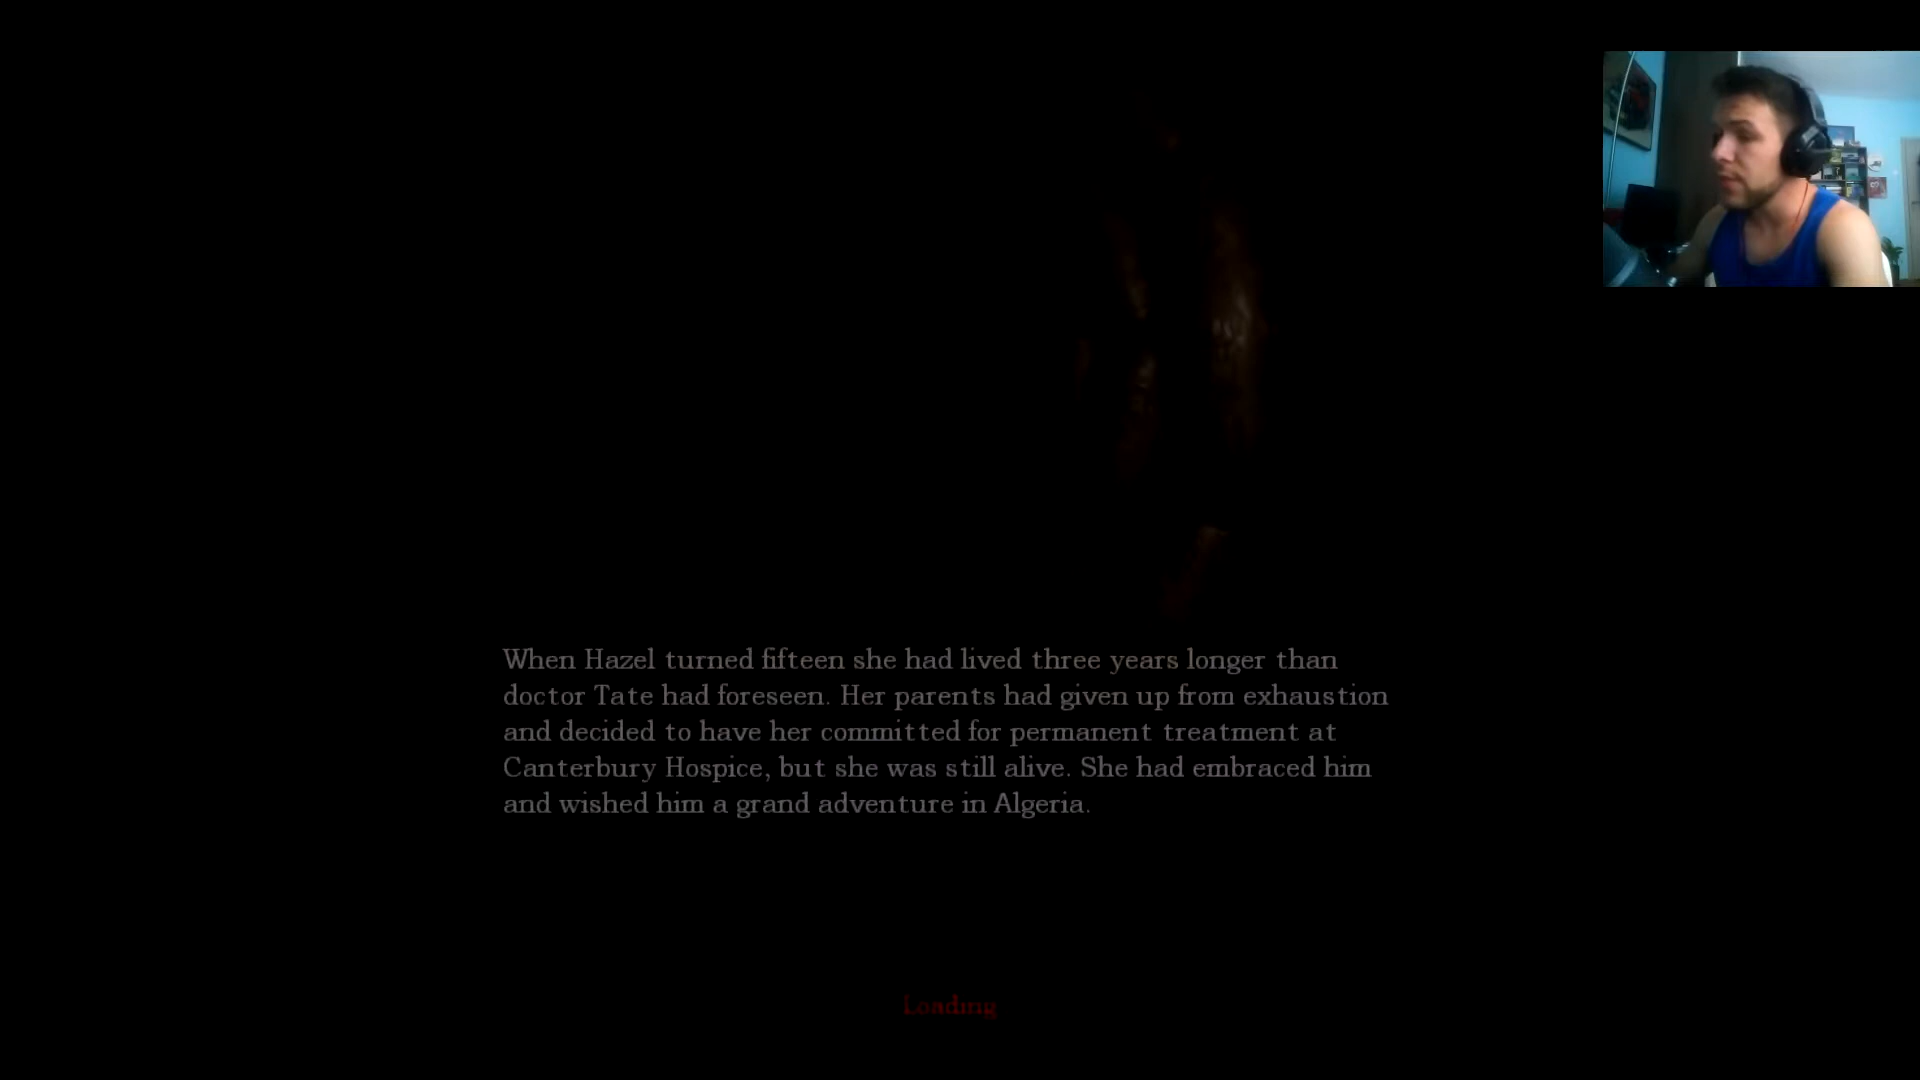 When Hazel turned fifteen she had lived three years longer than
doctor Tate had foreseen. Her parents had given up from exhaustion
and decided to have her committed for permanent treatment at
Canterbury Hospice, but she was still alive. She had embraced him
and wished him a grand adventure in Algeria.
Loading